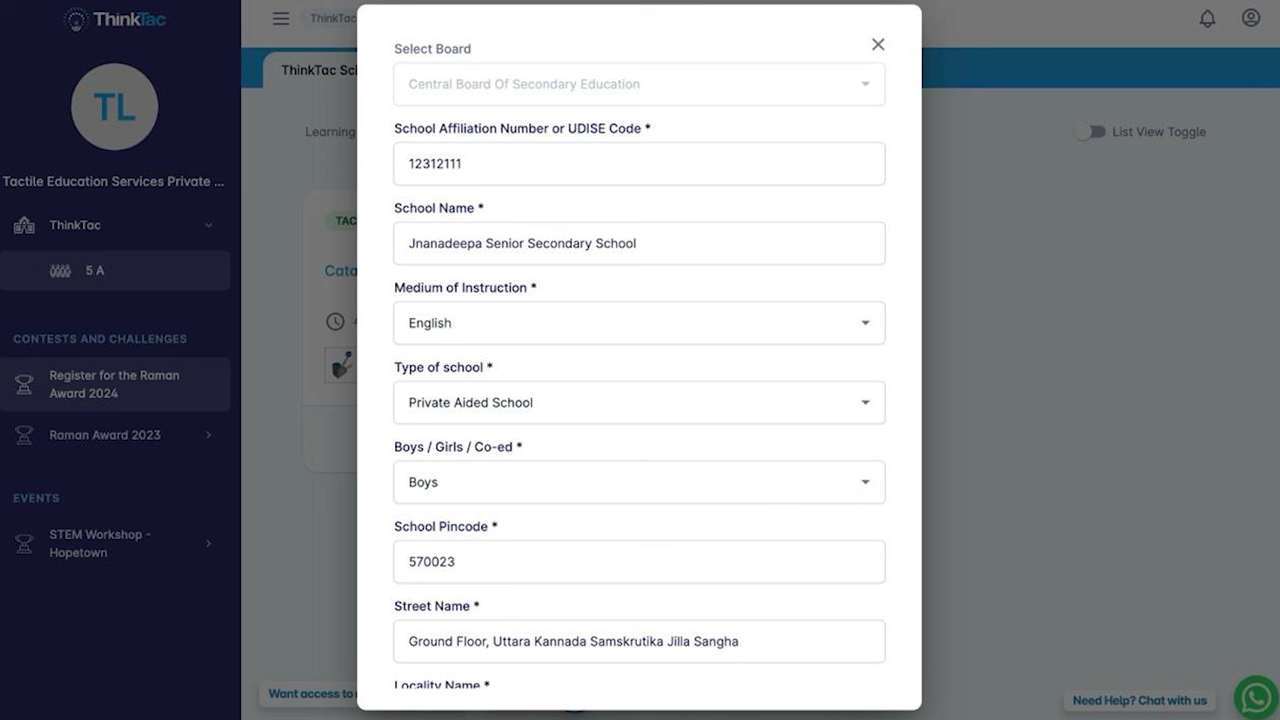 ThinkTac
TL
Tactile Education Services Private ...
ThinkTac
5 A
CONTESTS AND CHALLENGES
Register for the Raman
Award 2024
Raman Award 2023
EVENTS
STEM Workshop -
Hopetown
ThinkTac
ThinkTac Scl
Learning
List View Toggle
TAC
Cata
Select Board
Central Board Of Secondary Education
School Affiliation Number or UDISE Code *
12312111
School Name *
Jnanadeepa Senior Secondary School
Medium of Instruction *
English
Type of school *
Private Aided School
Boys / Girls / Co-ed *
Boys
School Pincode *
570023
Street Name *
Ground Floor, Uttara Kannada Samskrutika Jilla Sangha
Locality Name *
Want access to
Need Help? Chat with us